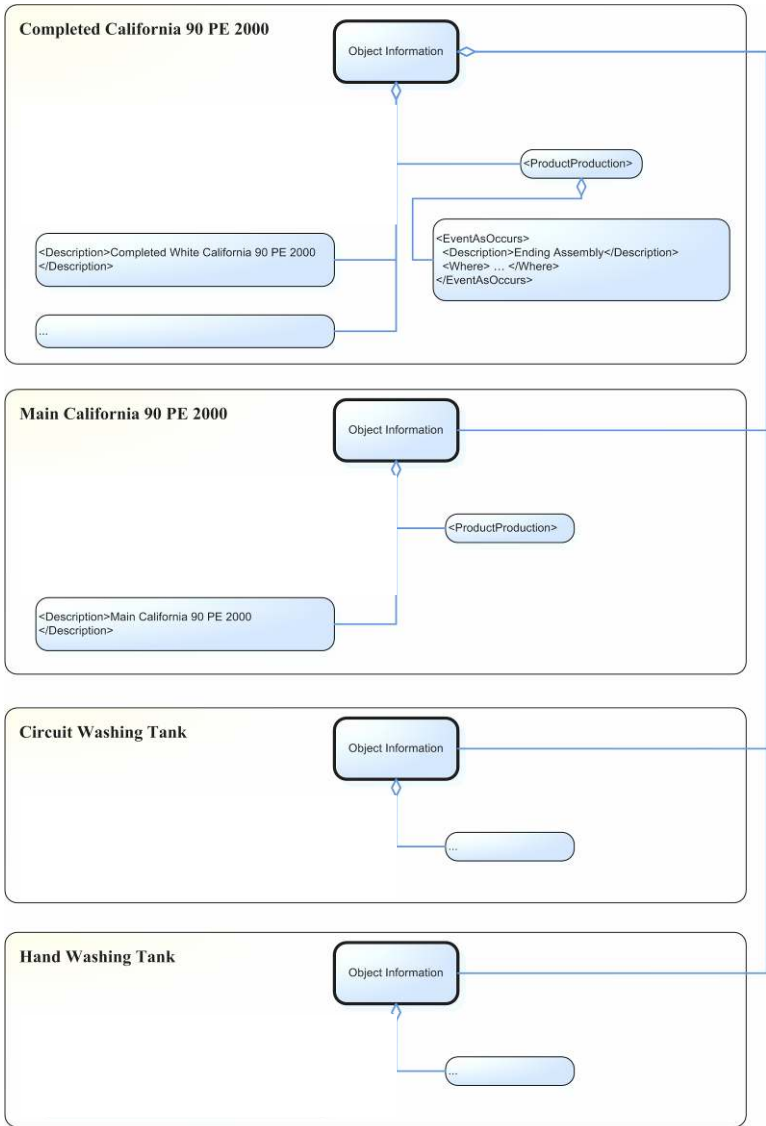 Completed California 90 PE 2000
Object Information
<ProductProduction>
<Description>Completed White California 90 PE 2000
</Description>
<EventAsOccurs>
<Description>Ending Assembly</Description>
<Where> ... </Where>
</EventAsOccurs>
...
Main California 90 PE 2000
Object Information
<ProductProduction>
<Description>Main California 90 PE 2000
</Description>
Circuit Washing Tank
Object Information
...
Hand Washing Tank
Object Information
...